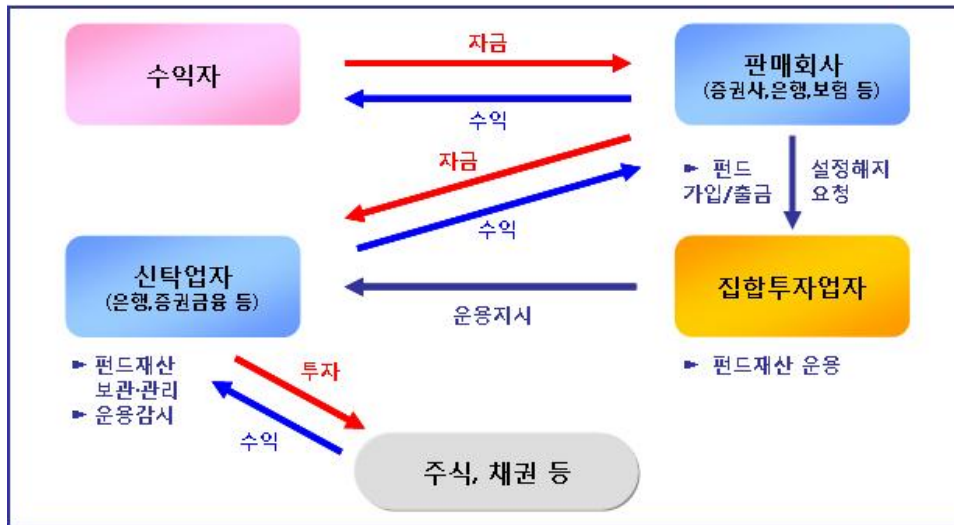 수익자
자금
수익
판매회사
(증권사,은행,보험 등)
자금
수익
► 펀드
가입/출금
설정해지
요청
신탁업자
(은행,증권금융 등)
운용지시
집합투자업자
► 펀드재산
보관·관리
► 운용감시
► 펀드재산 운용
투자
수익
주식, 채권 등